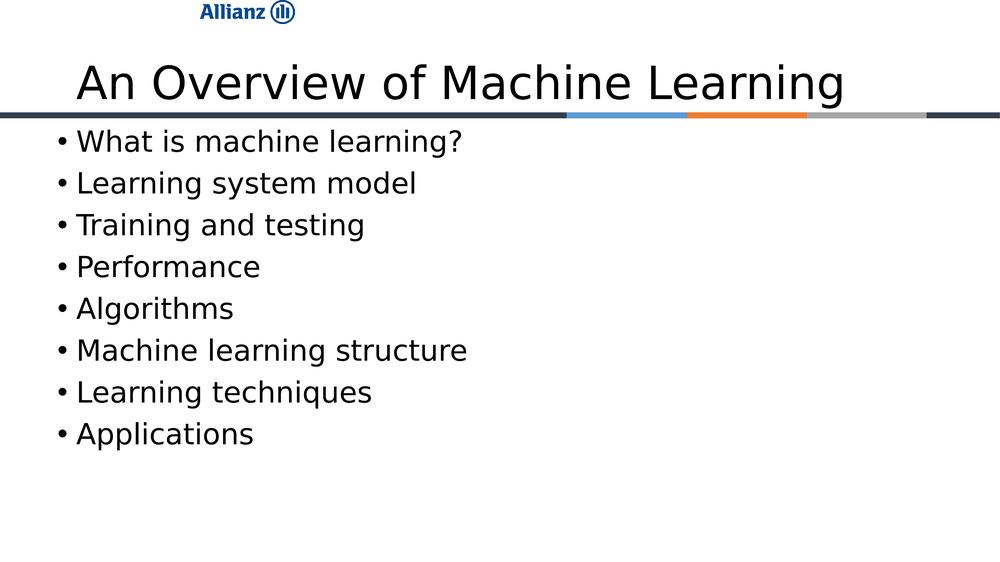 Allianz
An Overview of Machine Learning
• What is machine learning?
• Learning system model
• Training and testing
• Performance
• Algorithms
• Machine learning structure
• Learning techniques
• Applications